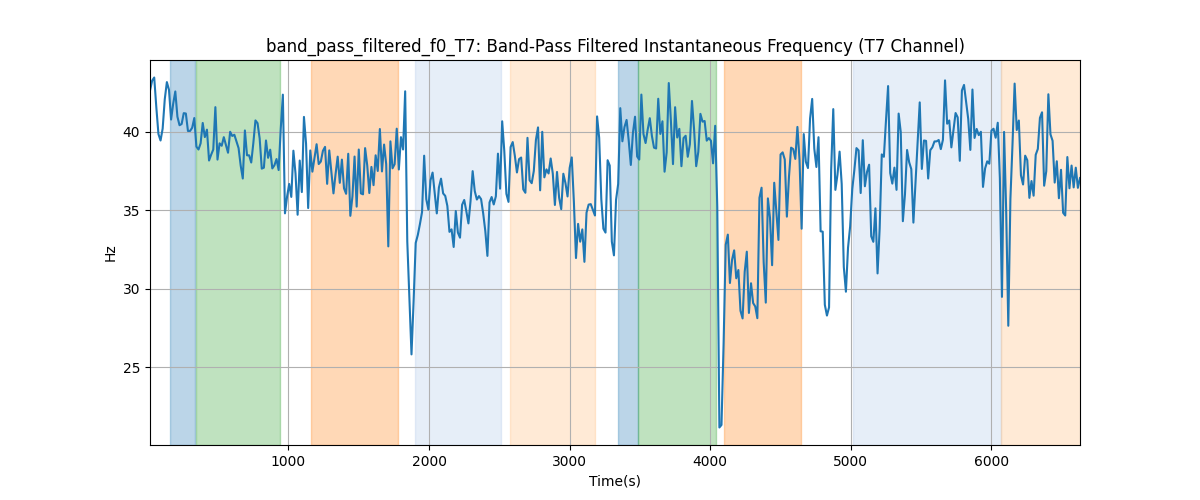 band_pass_filtered_f0_T7: Band-Pass Filtered Instantaneous Frequency (T7 Channel)
Hz
40
35
30
25
1000 2000 3000 4000 5000 6000
Time(s)